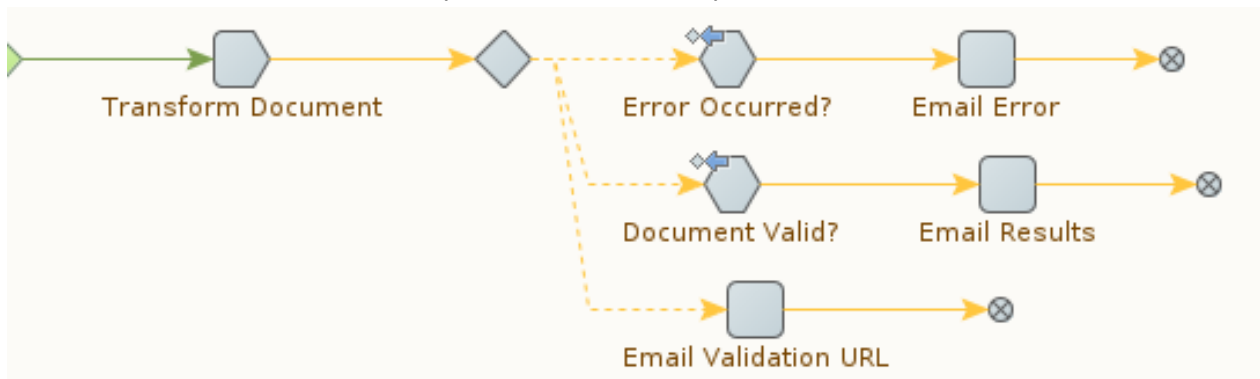 Transform Document
Error Occurred?
Email Error
Document Valid?
Email Results
Email Validation URL